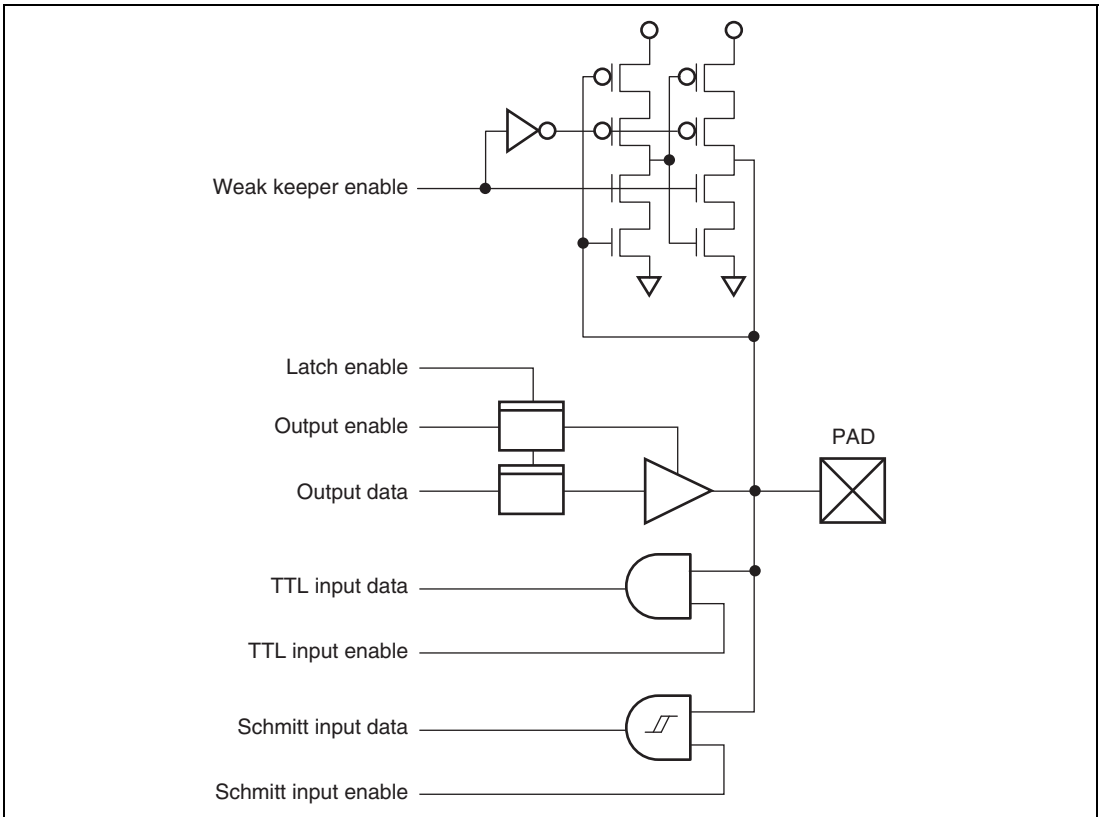 Weak keeper enable
Latch enable
Output enable
PAD
Output data
TTL input data
TTL input enable
Schmitt input data
Schmitt input enable